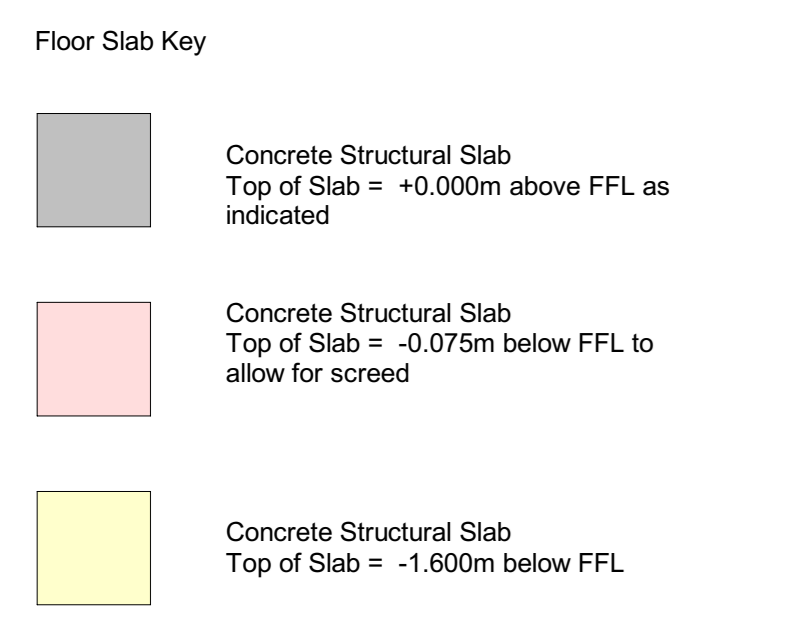 Floor Slab Key
Concrete Structural Slab
Top of Slab =  +0.000m above FFL as
indicated
Concrete Structural Slab
Top of Slab =  -0.075m below FFL to
allow for screed
Concrete Structural Slab
Top of Slab =  -1.600m below FFL